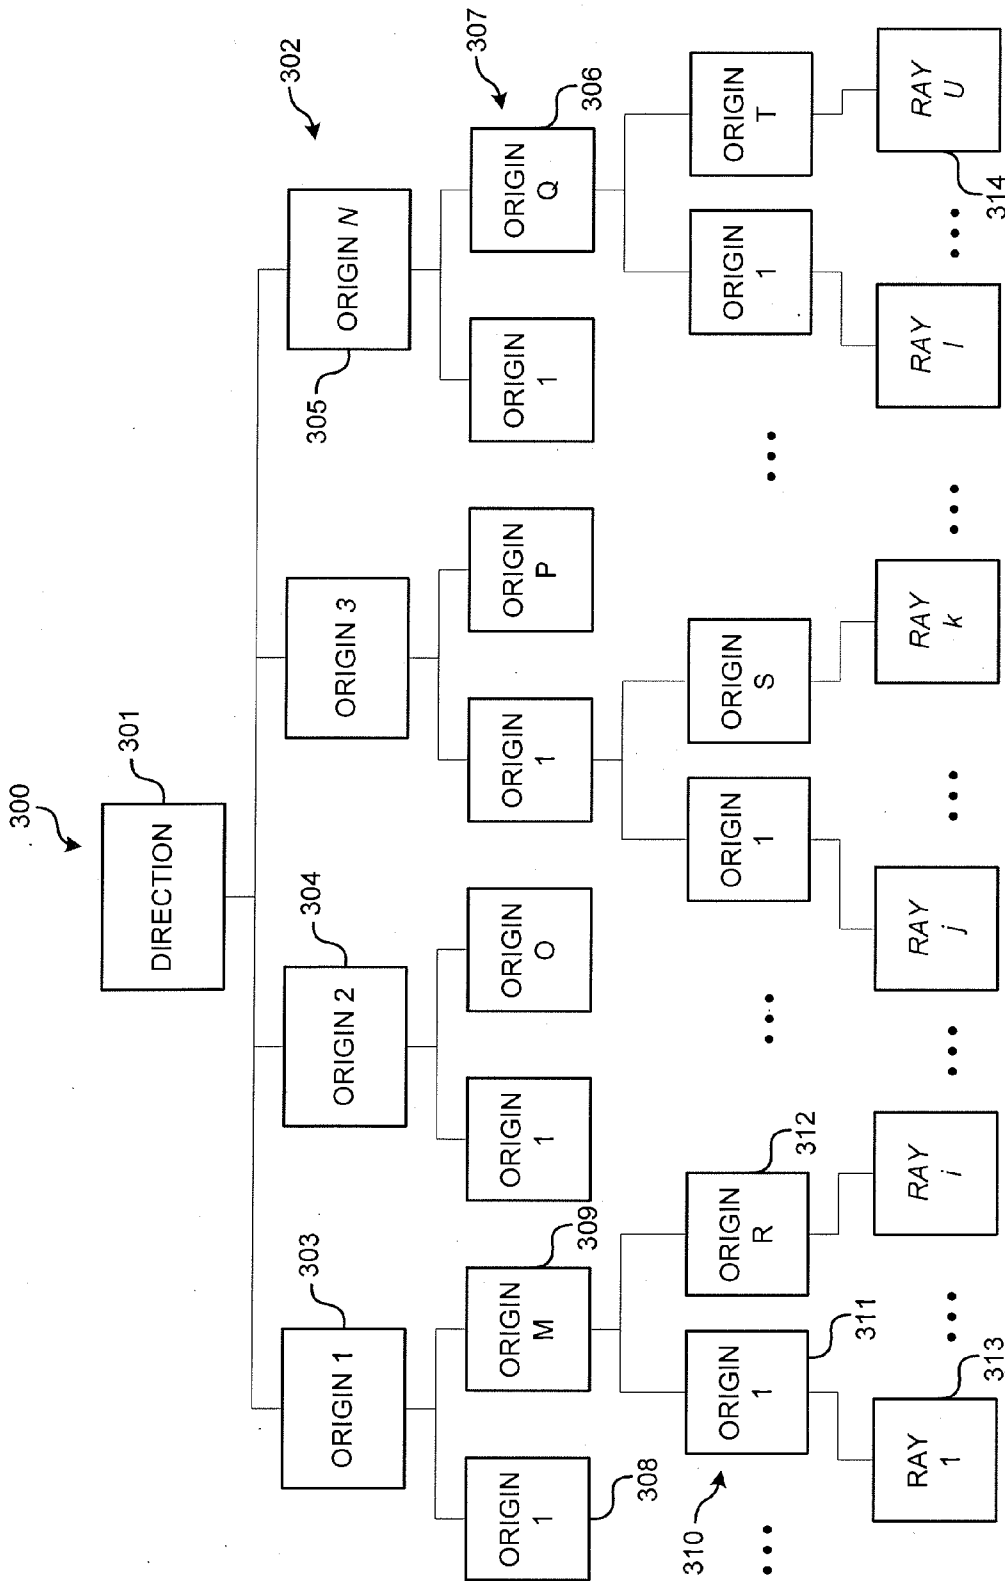 300
DIRECTION
301
302
ORIGIN 1
303
ORIGIN 2
304
ORIGIN 3
ORIGIN N
305
307
ORIGIN
1
308
ORIGIN
M
309
ORIGIN
1
ORIGIN
O
ORIGIN
1
ORIGIN
P
ORIGIN
1
ORIGIN
Q
306
310
ORIGIN
1
311
ORIGIN
R
312
ORIGIN
1
ORIGIN
S
ORIGIN
1
ORIGIN
T
RAY
1
313
RAY
i
RAY
j
RAY
k
RAY
l
RAY
U
314